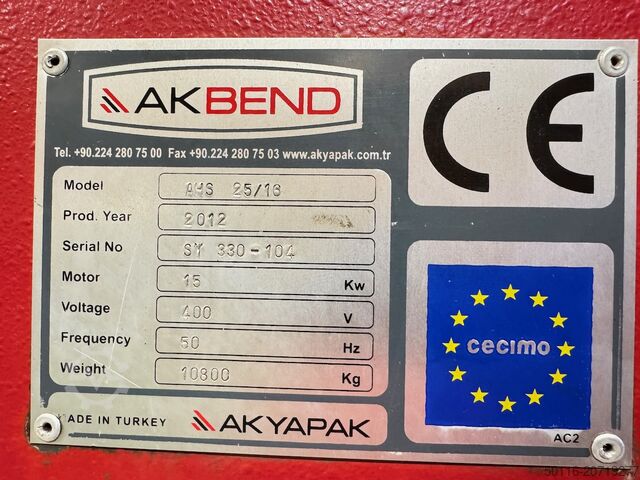 AKBEND
Tel. +90.224 280 75 00 Fax +90.224 280 75 03 www.akyapak.com.tr
Model AHS 25/16
Prod. Year 2012
Serial No SY 330-104
Motor 15 Kw
Voltage 400 V
Frequency 50 Hz
Weight 10800 Kg
MADE IN TURKEY AKYAPAK
CE
cecimo
AC2